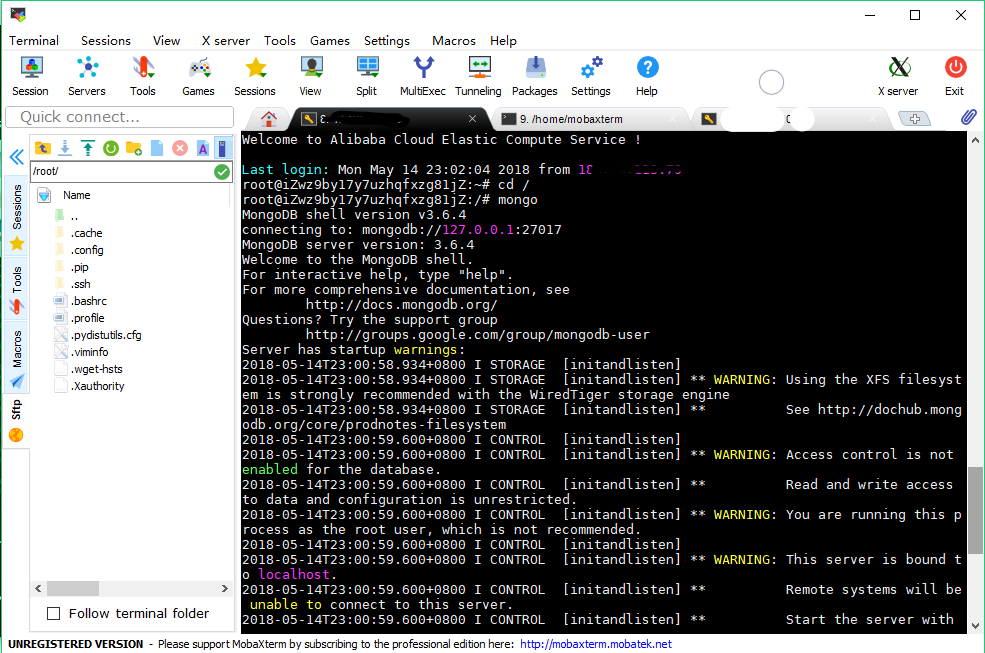 Terminal Sessions View X server Tools Games Settings Macros Help
Session Servers Tools Games Sessions View Split MultiExec Tunneling Packages Settings Help X server Exit
Quick connect...
9. /home/mobaxterm
/root/
Name
..
.cache
.config
.pip
.ssh
.bashrc
.profile
.pydistutils.cfg
.viminfo
.wget-hsts
.Xauthority
Sessions
Tools
Macros
Sftp
Follow terminal folder
Welcome to Alibaba Cloud Elastic Compute Service !
Last login: Mon May 14 23:02:04 2018 from
root@iZwz9by17y7uzhqfxzg81jZ:~# cd /
root@iZwz9by17y7uzhqfxzg81jZ:/# mongo
MongoDB shell version v3.6.4
connecting to: mongodb://127.0.0.1:27017
MongoDB server version: 3.6.4
Welcome to the MongoDB shell.
For interactive help, type "help".
For more comprehensive documentation, see
http://docs.mongodb.org/
Questions? Try the support group
http://groups.google.com/group/mongodb-user
Server has startup warnings:
2018-05-14T23:00:58.934+0800 I STORAGE  [initandlisten]
2018-05-14T23:00:58.934+0800 I STORAGE  [initandlisten] ** WARNING: Using the XFS filesyst
em is strongly recommended with the WiredTiger storage engine
2018-05-14T23:00:58.934+0800 I STORAGE  [initandlisten] **          See http://dochub.mong
odb.org/core/prodnotes-filesystem
2018-05-14T23:00:59.600+0800 I CONTROL  [initandlisten]
2018-05-14T23:00:59.600+0800 I CONTROL  [initandlisten] ** WARNING: Access control is not
enabled for the database.
2018-05-14T23:00:59.600+0800 I CONTROL  [initandlisten] **          Read and write access
to data and configuration is unrestricted.
2018-05-14T23:00:59.600+0800 I CONTROL  [initandlisten] ** WARNING: You are running this p
rocess as the root user, which is not recommended.
2018-05-14T23:00:59.600+0800 I CONTROL  [initandlisten]
2018-05-14T23:00:59.600+0800 I CONTROL  [initandlisten] ** WARNING: This server is bound t
o localhost.
2018-05-14T23:00:59.600+0800 I CONTROL  [initandlisten] **          Remote systems will be
unable to connect to this server.
2018-05-14T23:00:59.600+0800 I CONTROL  [initandlisten] **          Start the server with
UNREGISTERED VERSION - Please support MobaXterm by subscribing to the professional edition here: http://mobaxterm.mobatek.net